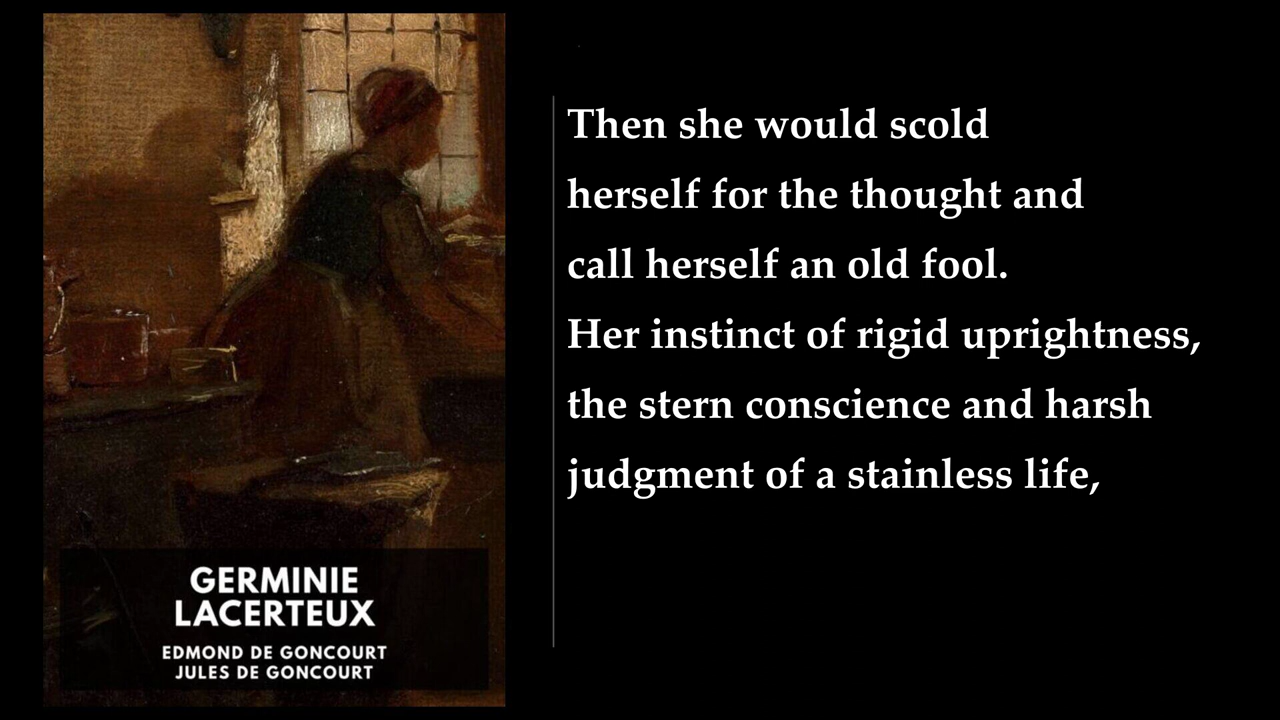 Then she would scold
herself for the thought and
call herself an old fool.
Her instinct of rigid uprightness,
the stern conscience and harsh
judgment of a stainless life,
GERMINIE
LACERTEUX
EDMOND DE GONCOURT
JULES DE GONCOURT